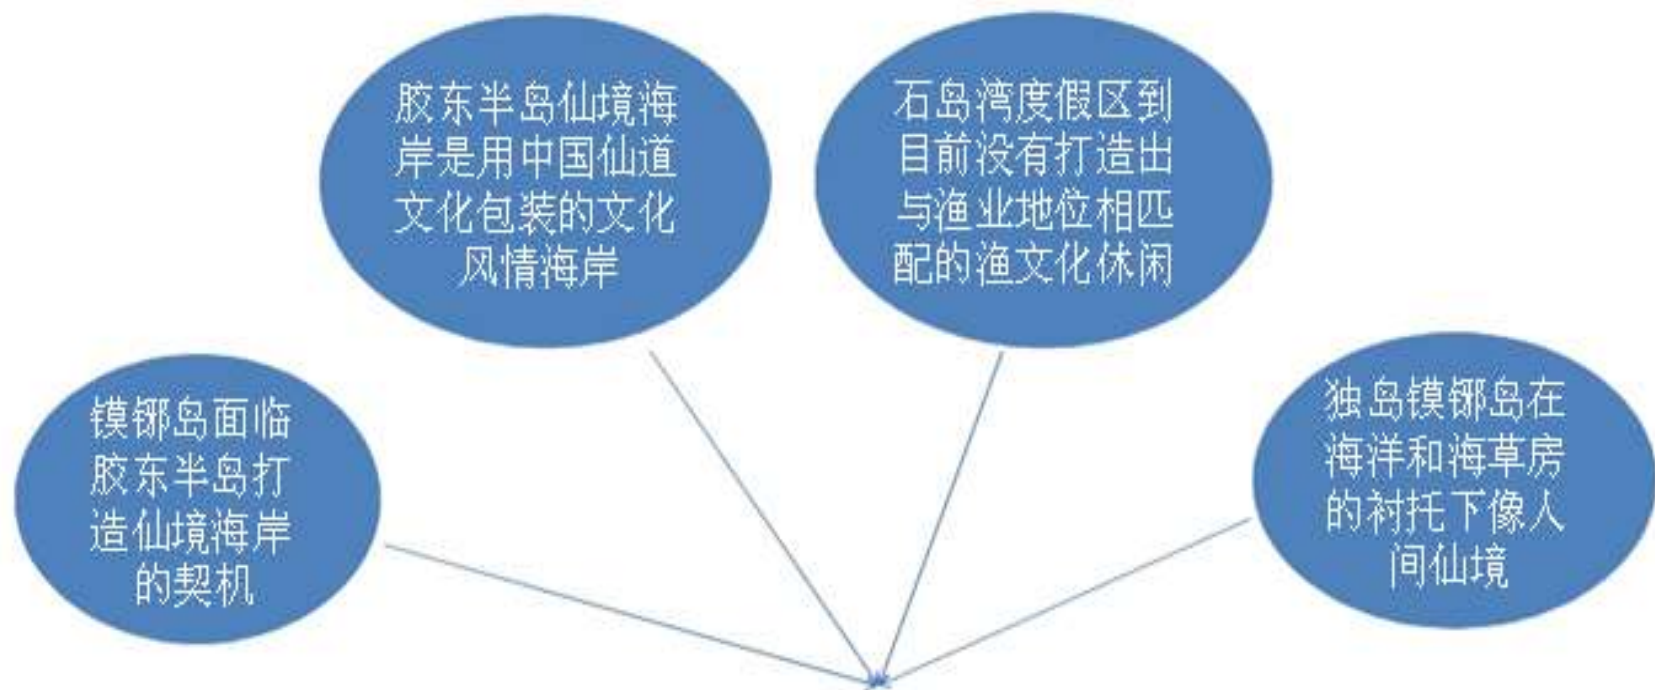 胶东半岛仙境海
岸是用中国仙道
文化包装的文化
风情海岸
石岛湾度假区到
目前没有打造出
与渔业地位相匹
配的渔文化休闲
镆铘岛面临
胶东半岛打
造仙境海岸
的契机
独岛镆铘岛在
海洋和海草房
的衬托下像人
间仙境